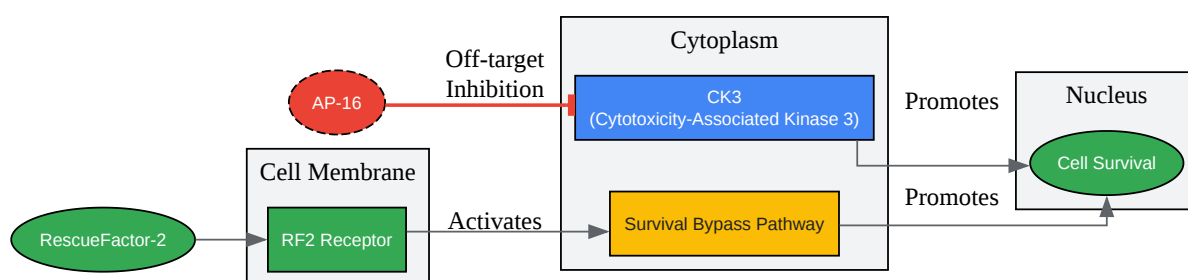 Cytoplasm
Off-target
Inhibition
AP-16
CK3
(Cytotoxicity-Associated Kinase 3)
Promotes
Nucleus
Cell Survival
Cell Membrane
RescueFactor-2
RF2 Receptor
Activates
Survival Bypass Pathway
Promotes